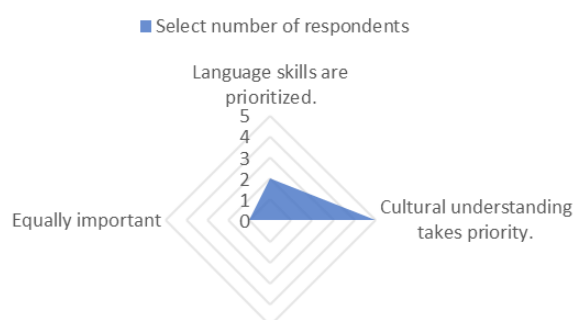 Select number of respondents
Language skills are
prioritized.
5
4
3
2
1
0
Equally important
Cultural understanding
takes priority.